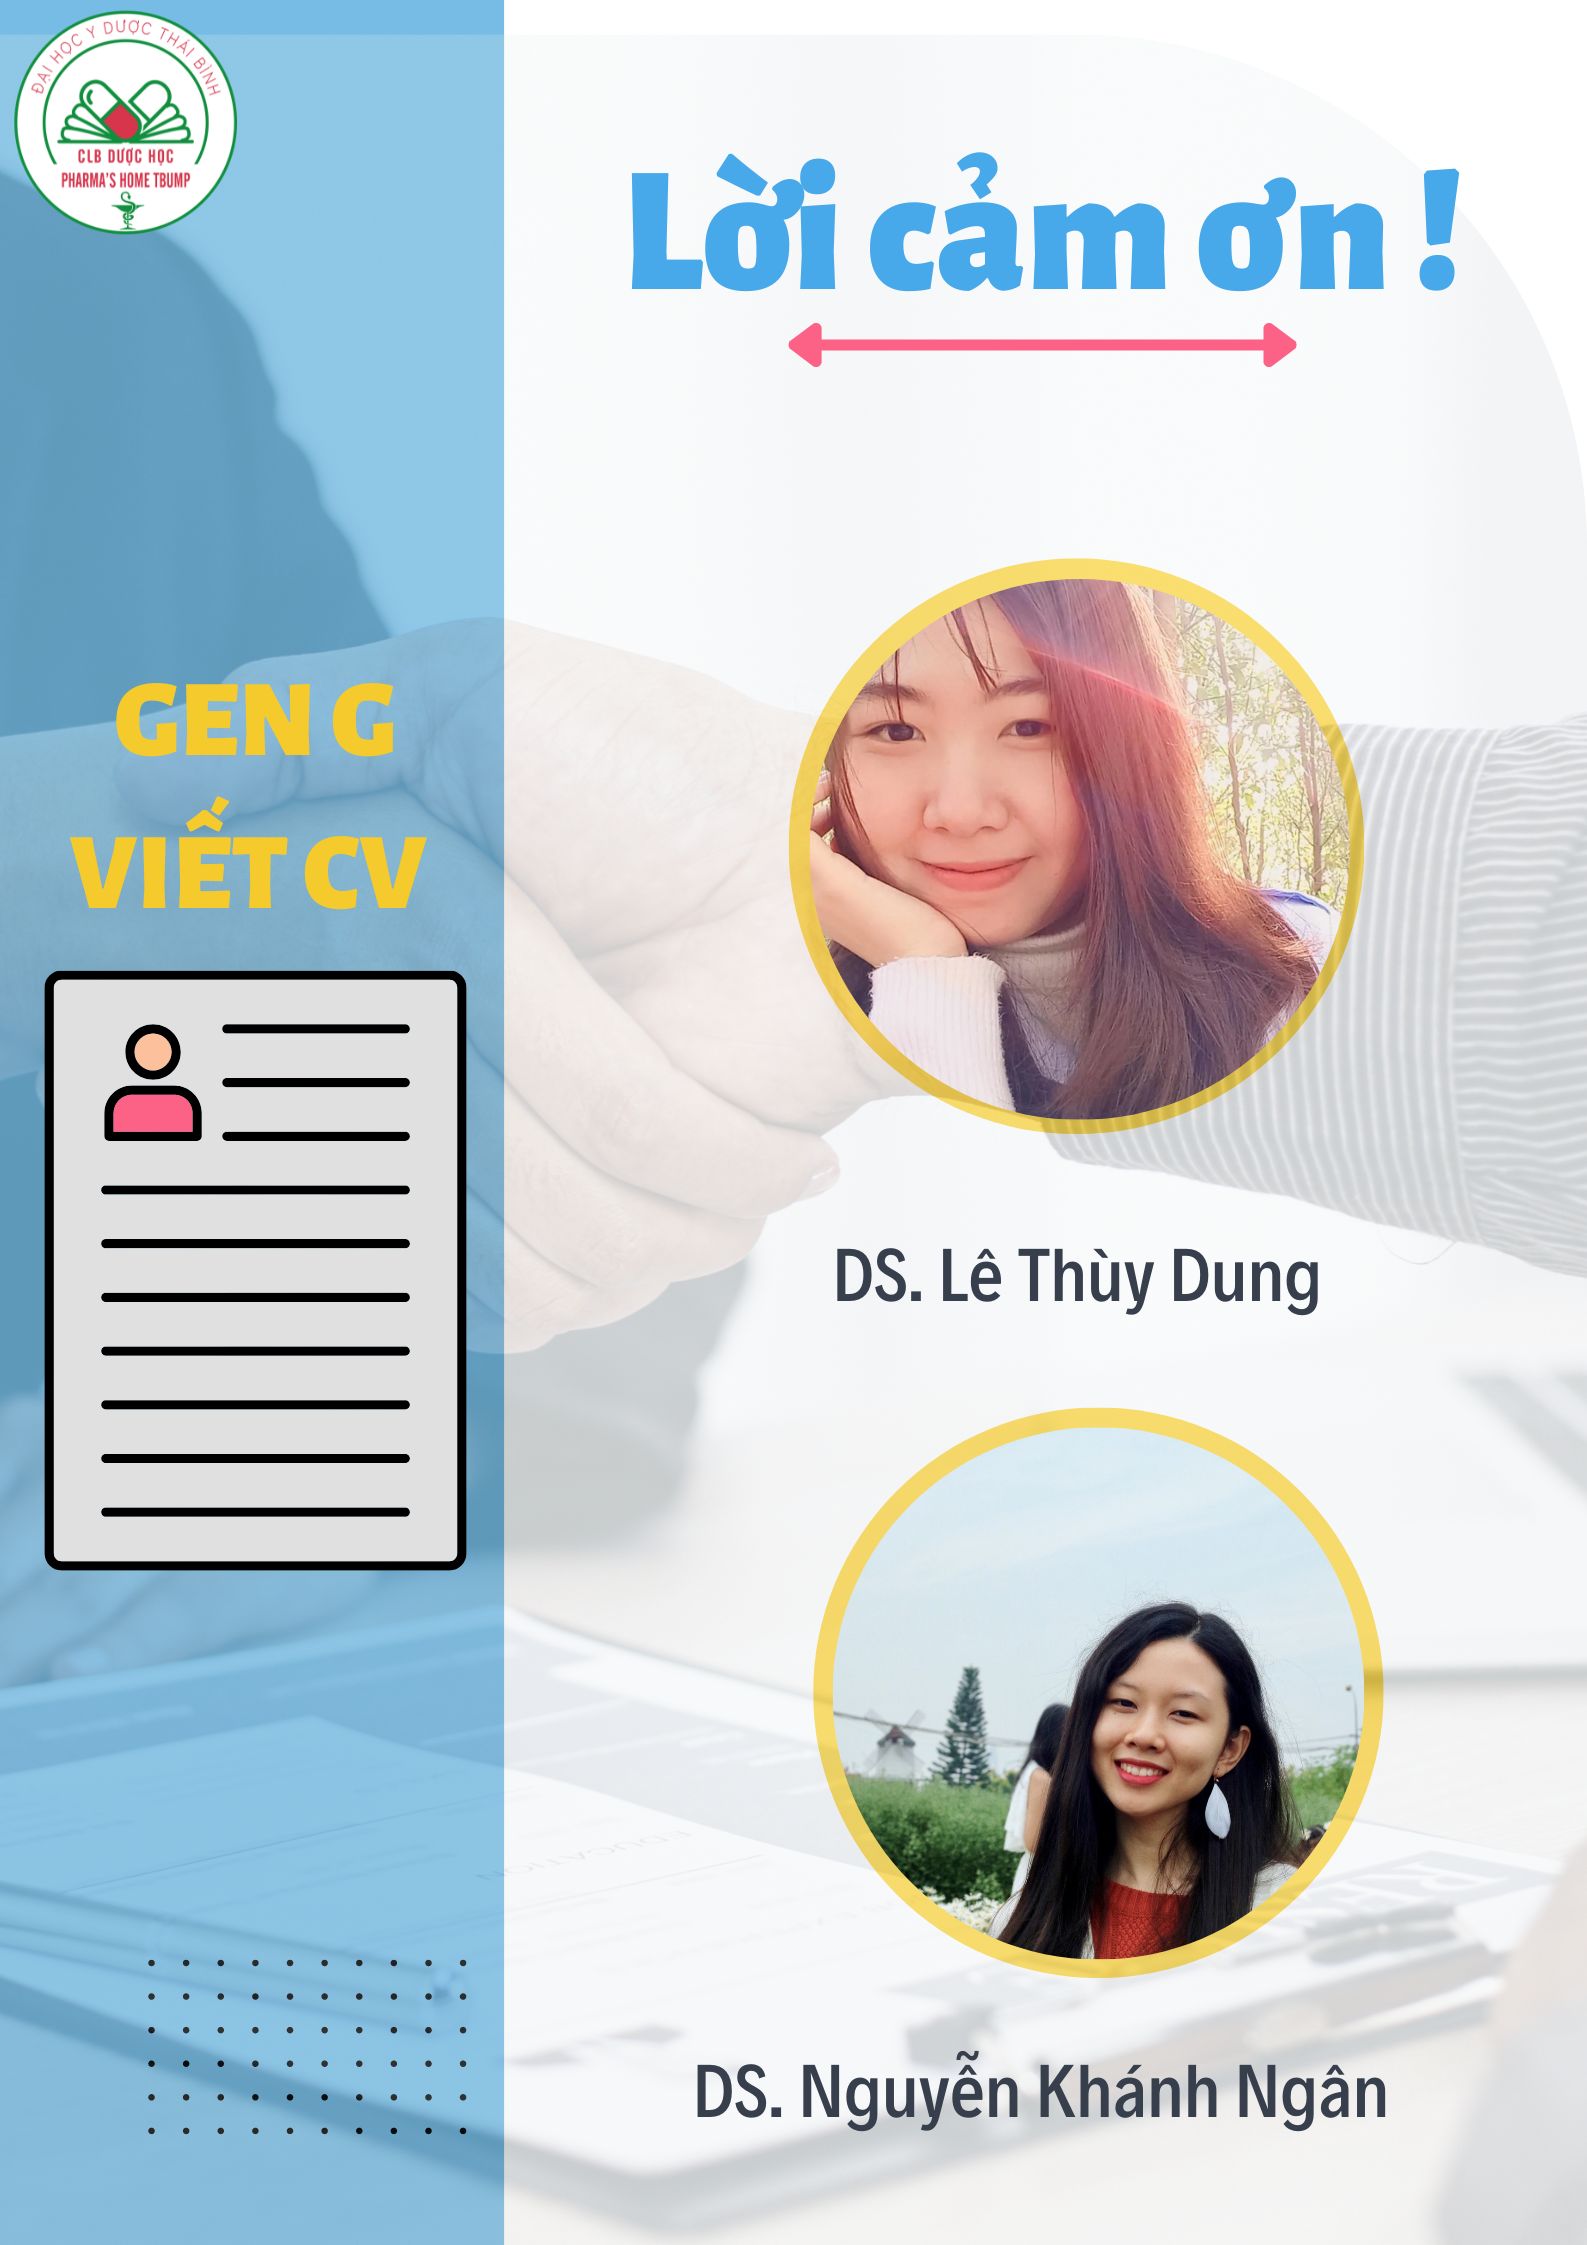 ĐẠI HỌC Y DƯỢC THÁI BÌNH
CLB DƯỢC HỌC
PHARMA'S HOME TBUMP
Lời cảm ơn !
GEN G
VIẾT CV
DS. Lê Thùy Dung
EDUCATION
DS. Nguyễn Khánh Ngân